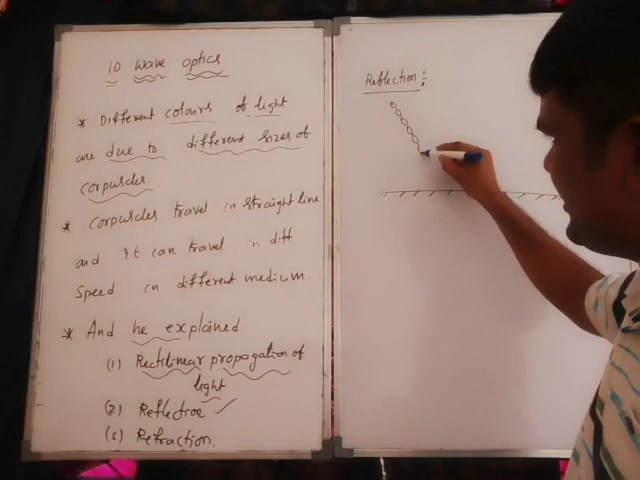 10 Wave optics
* Different colours of light
are due to different sizes of
corpuscles.
* corpuscles travel in straight line
and it can travel in diff
Speed in different medium.
* And he explained
(1) Rectilinear propagation of
light
(2) Reflection ✓
(3) Refraction.
Reflection :-